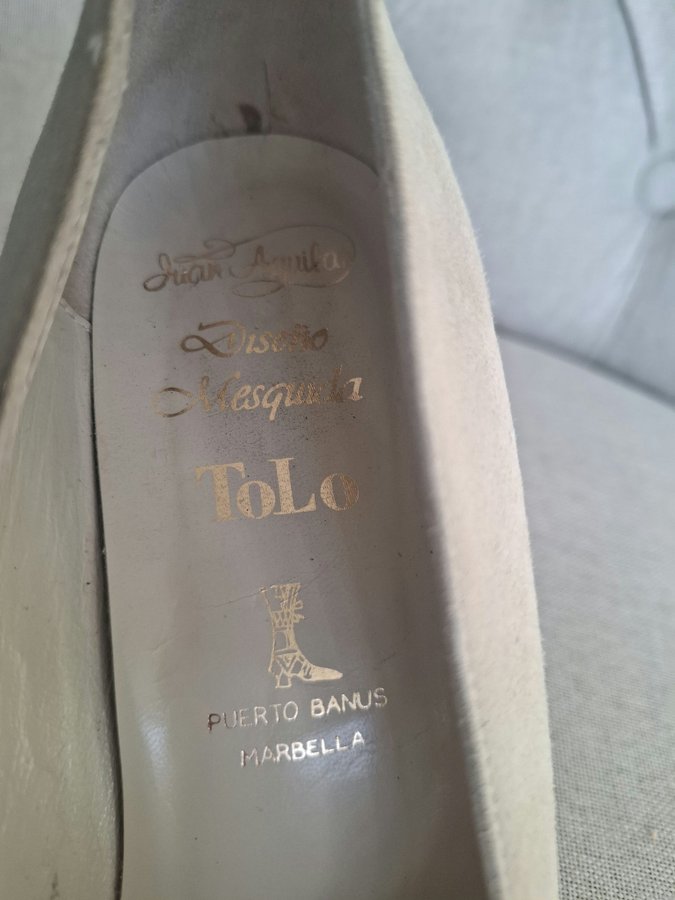 Juan Aguilar
Diseño
Mesquida
ToLo
PUERTO BANUS
MARBELLA